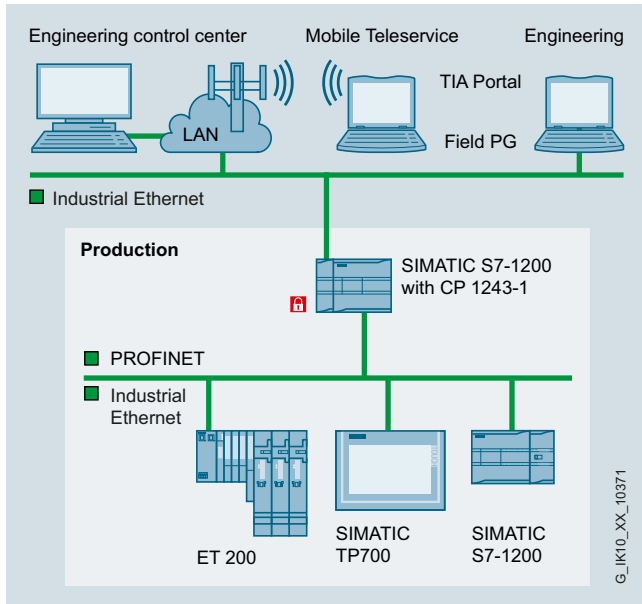 Engineering control center
Mobile Teleservice
Engineering
LAN
TIA Portal
Field PG
Industrial Ethernet
Production
SIMATIC S7-1200
with CP 1243-1
PROFINET
Industrial
Ethernet
ET 200
SIMATIC
TP700
SIMATIC
S7-1200
G_IK10_XX_10371